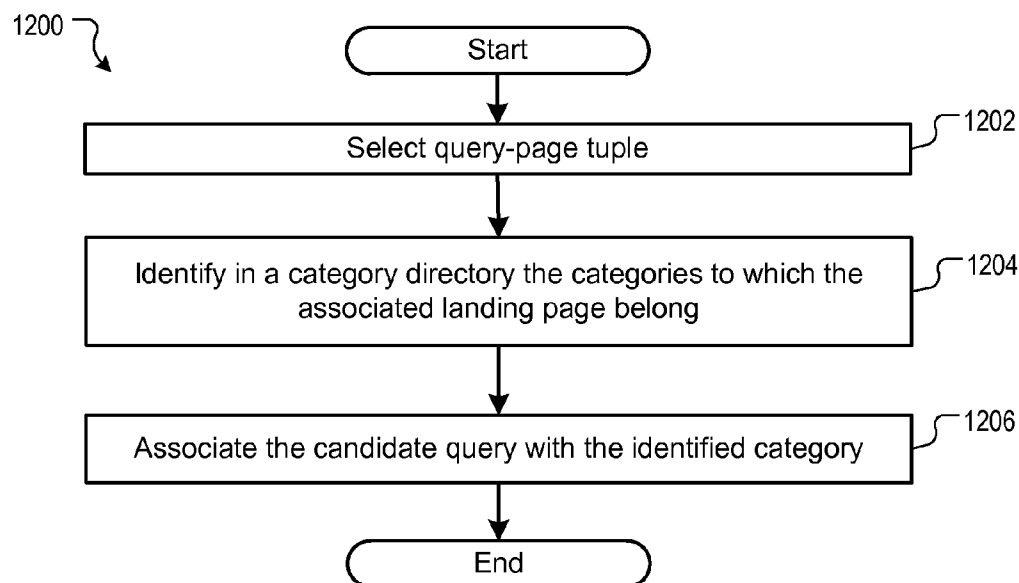 1200
Start
1202
Select query-page tuple
1204
Identify in a category directory the categories to which the
associated landing page belong
1206
Associate the candidate query with the identified category
End